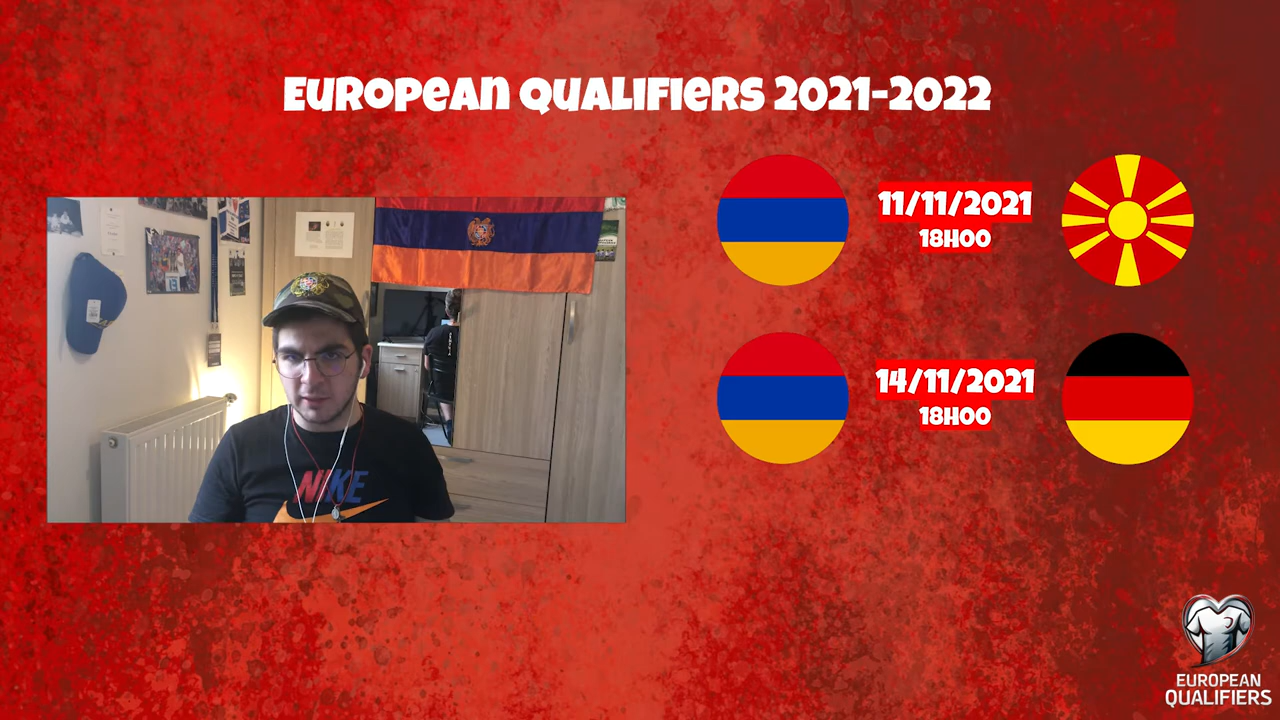 EUROPEAN QUALIFIERS 2021-2022
11/11/2021
18H00
14/11/2021
18H00
NIKE
EUROPEAN
QUALIFIERS